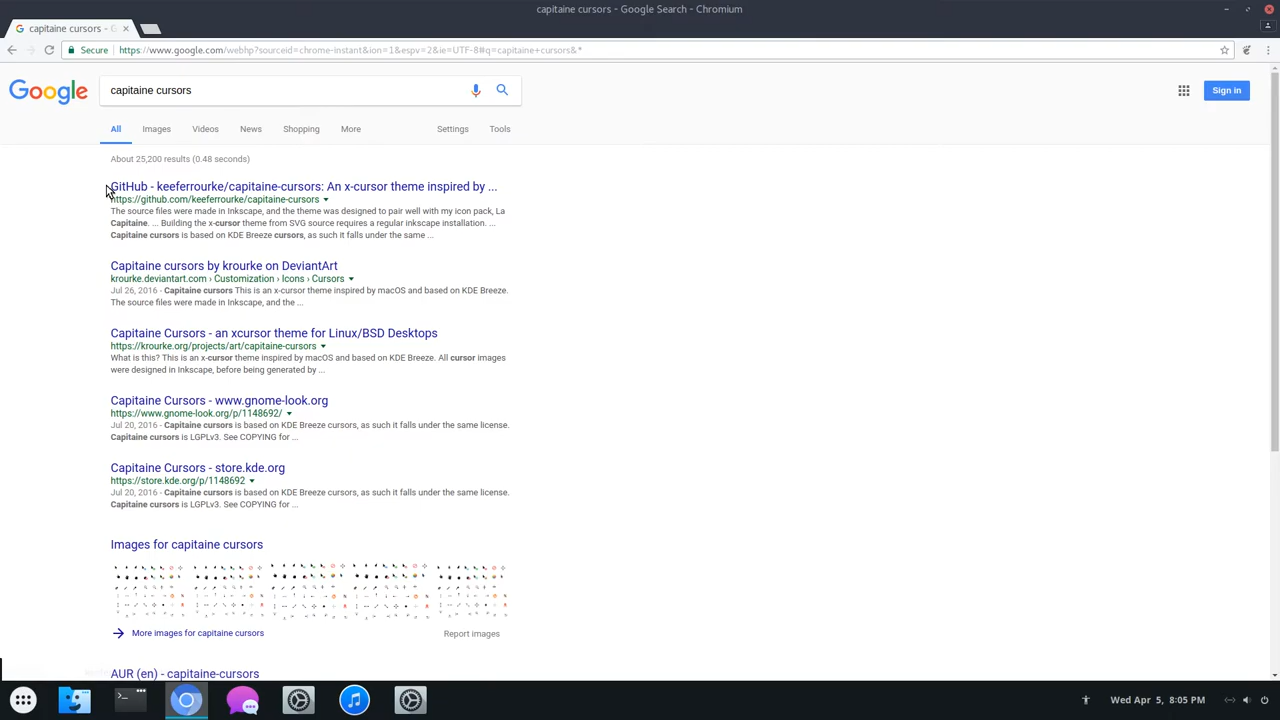 capitaine cursors - Google Search - Chromium
capitaine cursors - G
Secure https://www.google.com/webhp?sourceid=chrome-instant&ion=1&espv=2&ie=UTF-8#q=capitaine+cursors&*
Google
capitaine cursors
Sign in
All Images Videos News Shopping More Settings Tools
About 25,200 results (0.48 seconds)
GitHub - keeferrourke/capitaine-cursors: An x-cursor theme inspired by ...
https://github.com/keeferrourke/capitaine-cursors
The source files were made in Inkscape, and the theme was designed to pair well with my icon pack, La
Capitaine. ... Building the x-cursor theme from SVG source requires a regular inkscape installation. ...
Capitaine cursors is based on KDE Breeze cursors, as such it falls under the same ...
Capitaine cursors by krourke on DeviantArt
krourke.deviantart.com › Customization › Icons › Cursors
Jul 26, 2016 - Capitaine cursors This is an x-cursor theme inspired by macOS and based on KDE Breeze.
The source files were made in Inkscape, and the ...
Capitaine Cursors - an xcursor theme for Linux/BSD Desktops
https://krourke.org/projects/art/capitaine-cursors
What is this? This is an x-cursor theme inspired by macOS and based on KDE Breeze. All cursor images
were designed in Inkscape, before being generated by ...
Capitaine Cursors - www.gnome-look.org
https://www.gnome-look.org/p/1148692/
Jul 20, 2016 - Capitaine cursors is based on KDE Breeze cursors, as such it falls under the same license.
Capitaine cursors is LGPLv3. See COPYING for ...
Capitaine Cursors - store.kde.org
https://store.kde.org/p/1148692
Jul 20, 2016 - Capitaine cursors is based on KDE Breeze cursors, as such it falls under the same license.
Capitaine cursors is LGPLv3. See COPYING for ...
Images for capitaine cursors
More images for capitaine cursors Report images
AUR (en) - capitaine-cursors
Wed Apr 5, 8:05 PM